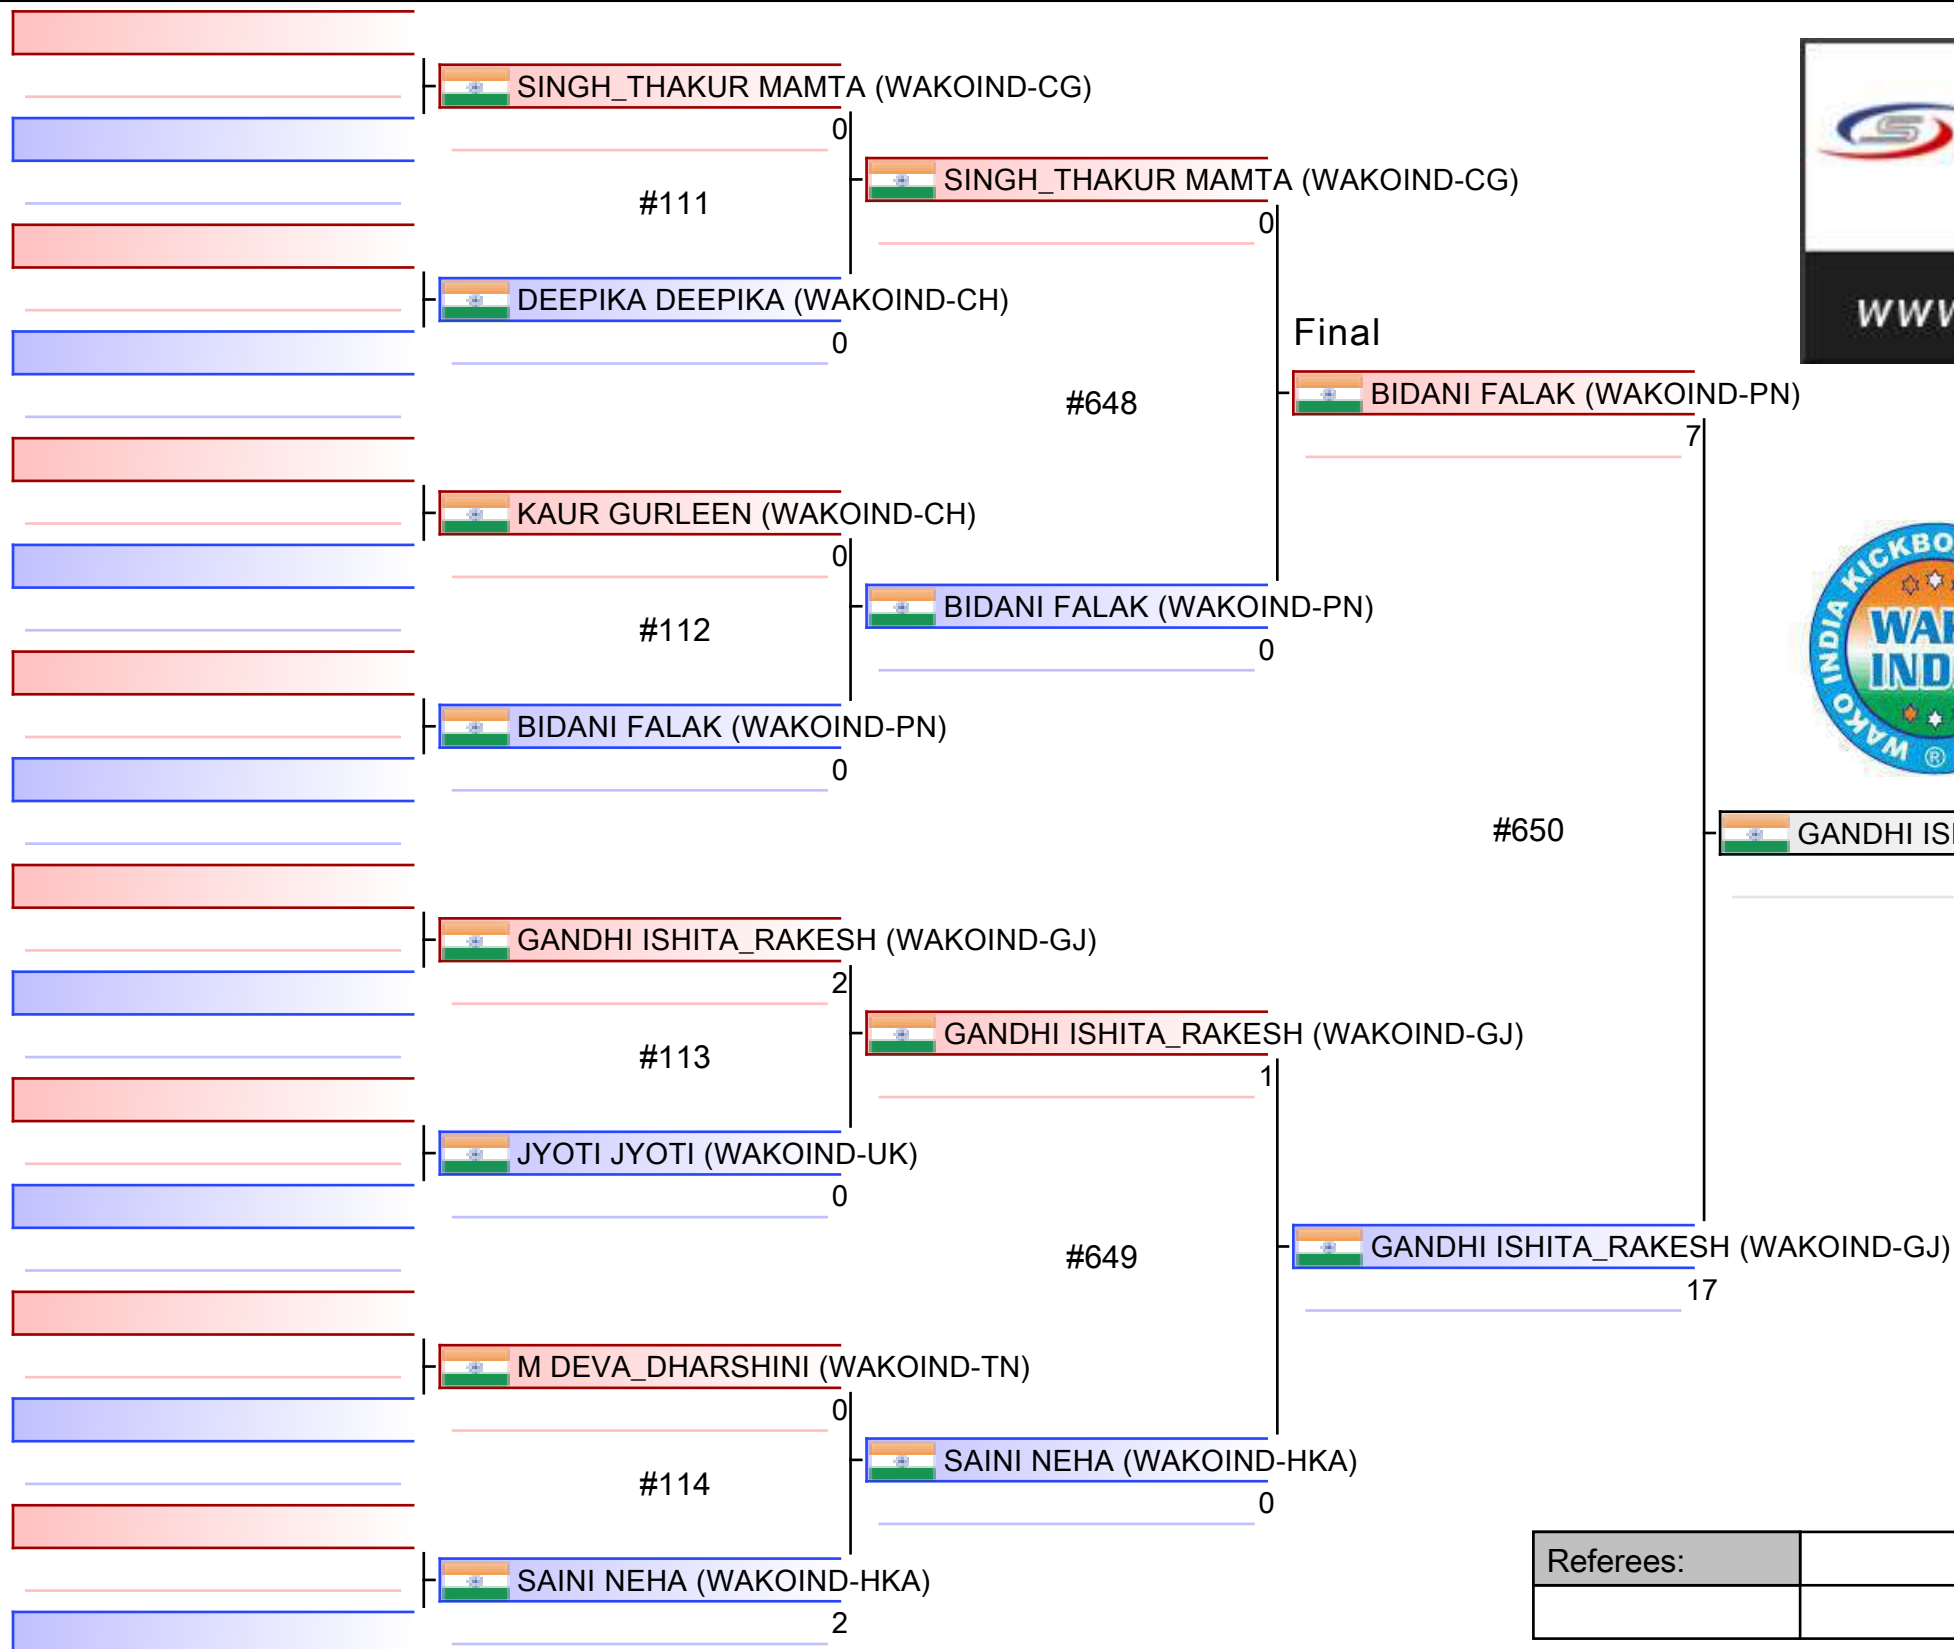 SINGH_THAKUR MAMTA (WAKOIND-CG)
0
SINGH_THAKUR MAMTA (WAKOIND-CG)
0
#111
DEEPIKA DEEPIKA (WAKOIND-CH)
0
www
Final
BIDANI FALAK (WAKOIND-PN)
7
#648
KAUR GURLEEN (WAKOIND-CH)
0
BIDANI FALAK (WAKOIND-PN)
0
#112
BIDANI FALAK (WAKOIND-PN)
0
WAKO INDIA KICKBO
WAK
IND
®
#650
GANDHI IS
GANDHI ISHITA_RAKESH (WAKOIND-GJ)
2
GANDHI ISHITA_RAKESH (WAKOIND-GJ)
1
#113
JYOTI JYOTI (WAKOIND-UK)
0
#649
GANDHI ISHITA_RAKESH (WAKOIND-GJ)
17
M DEVA_DHARSHINI (WAKOIND-TN)
0
SAINI NEHA (WAKOIND-HKA)
0
#114
SAINI NEHA (WAKOIND-HKA)
2
Referees: